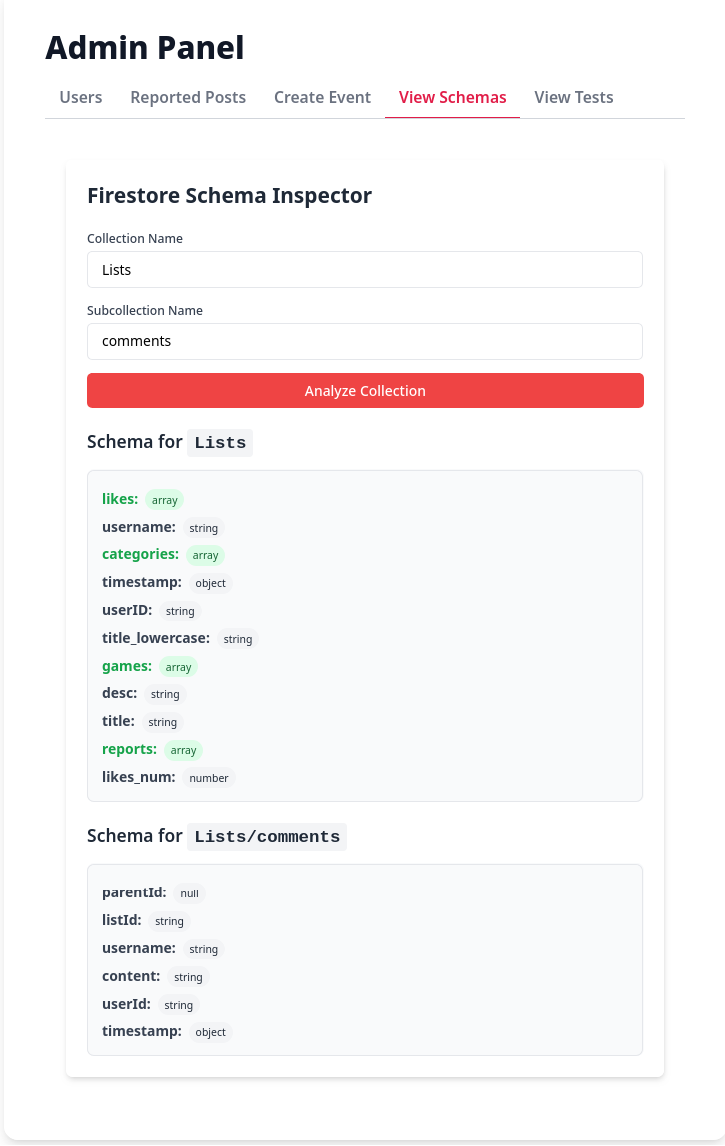 Admin Panel
Users Reported Posts Create Event View Schemas View Tests
Firestore Schema Inspector
Collection Name
Lists
Subcollection Name
comments
Analyze Collection
Schema for Lists
likes: array
username: string
categories: array
timestamp: object
userID: string
title_lowercase: string
games: array
desc: string
title: string
reports: array
likes_num: number
Schema for Lists/comments
parentId: null
listId: string
username: string
content: string
userId: string
timestamp: object